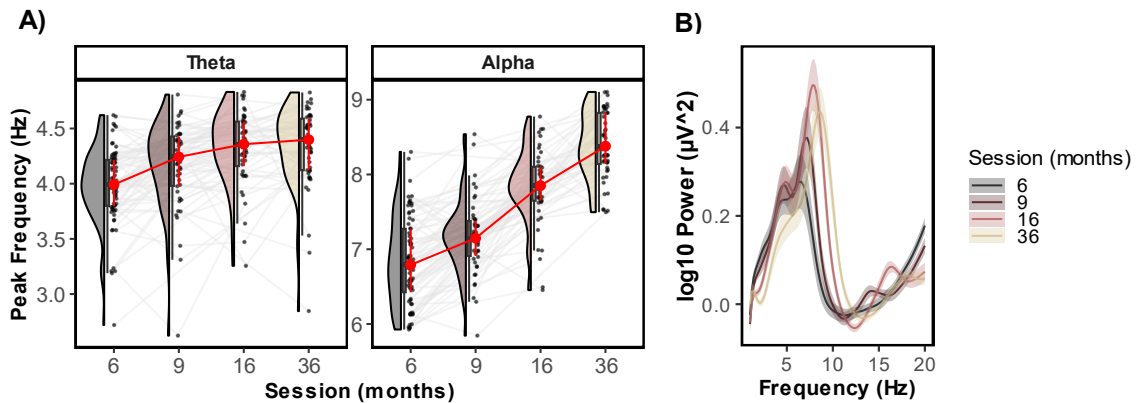 A)
Theta
Alpha
Peak Frequency (Hz)
4.5
4.0
3.5
3.0
9
8
7
6
6 9 16 36
6 9 16 36
Session (months)
B)
log10 Power (μV^2)
0.4
0.2
0.0
5 10 15 20
Frequency (Hz)
Session (months)
6
9
16
36